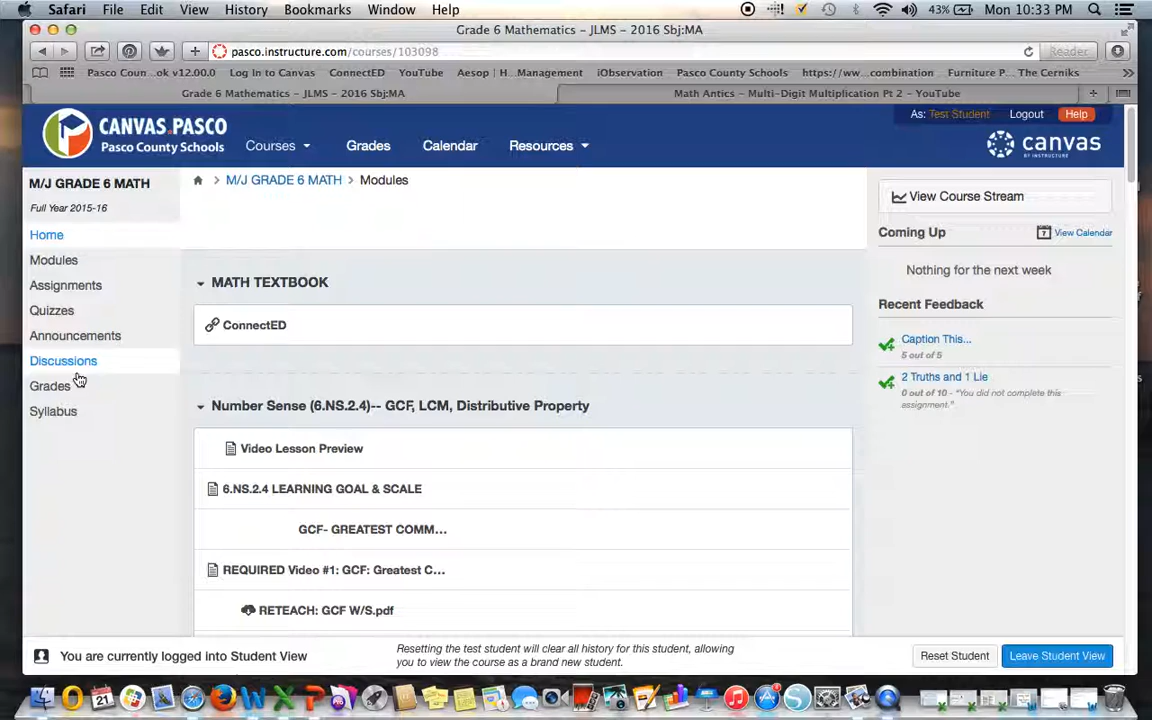 Safari File Edit View History Bookmarks Window Help 43% Mon 10:33 PM
Grade 6 Mathematics – JLMS – 2016 Sbj:MA
pasco.instructure.com/courses/103098 Reader
Pasco Coun...ok v12.00.0 Log In to Canvas ConnectED YouTube Aesop | H...Management iObservation Pasco County Schools https://ww...combination Furniture P... The Cerniks
Grade 6 Mathematics – JLMS – 2016 Sbj:MA Math Antics – Multi-Digit Multiplication Pt 2 – YouTube
As: Test Student Logout Help
CANVAS.PASCO
Pasco County Schools
Courses Grades Calendar Resources
canvas
BY INSTRUCTURE
M/J GRADE 6 MATH
Full Year 2015-16
Home
Modules
Assignments
Quizzes
Announcements
Discussions
Grades
Syllabus
M/J GRADE 6 MATH > Modules
MATH TEXTBOOK
ConnectED
Number Sense (6.NS.2.4)-- GCF, LCM, Distributive Property
Video Lesson Preview
6.NS.2.4 LEARNING GOAL & SCALE
GCF- GREATEST COMM...
REQUIRED Video #1: GCF: Greatest C...
RETEACH: GCF W/S.pdf
View Course Stream
Coming Up 7 View Calendar
Nothing for the next week
Recent Feedback
Caption This...
5 out of 5
2 Truths and 1 Lie
0 out of 10 - "You did not complete this
assignment."
You are currently logged into Student View
Resetting the test student will clear all history for this student, allowing
you to view the course as a brand new student.
Reset Student
Leave Student View